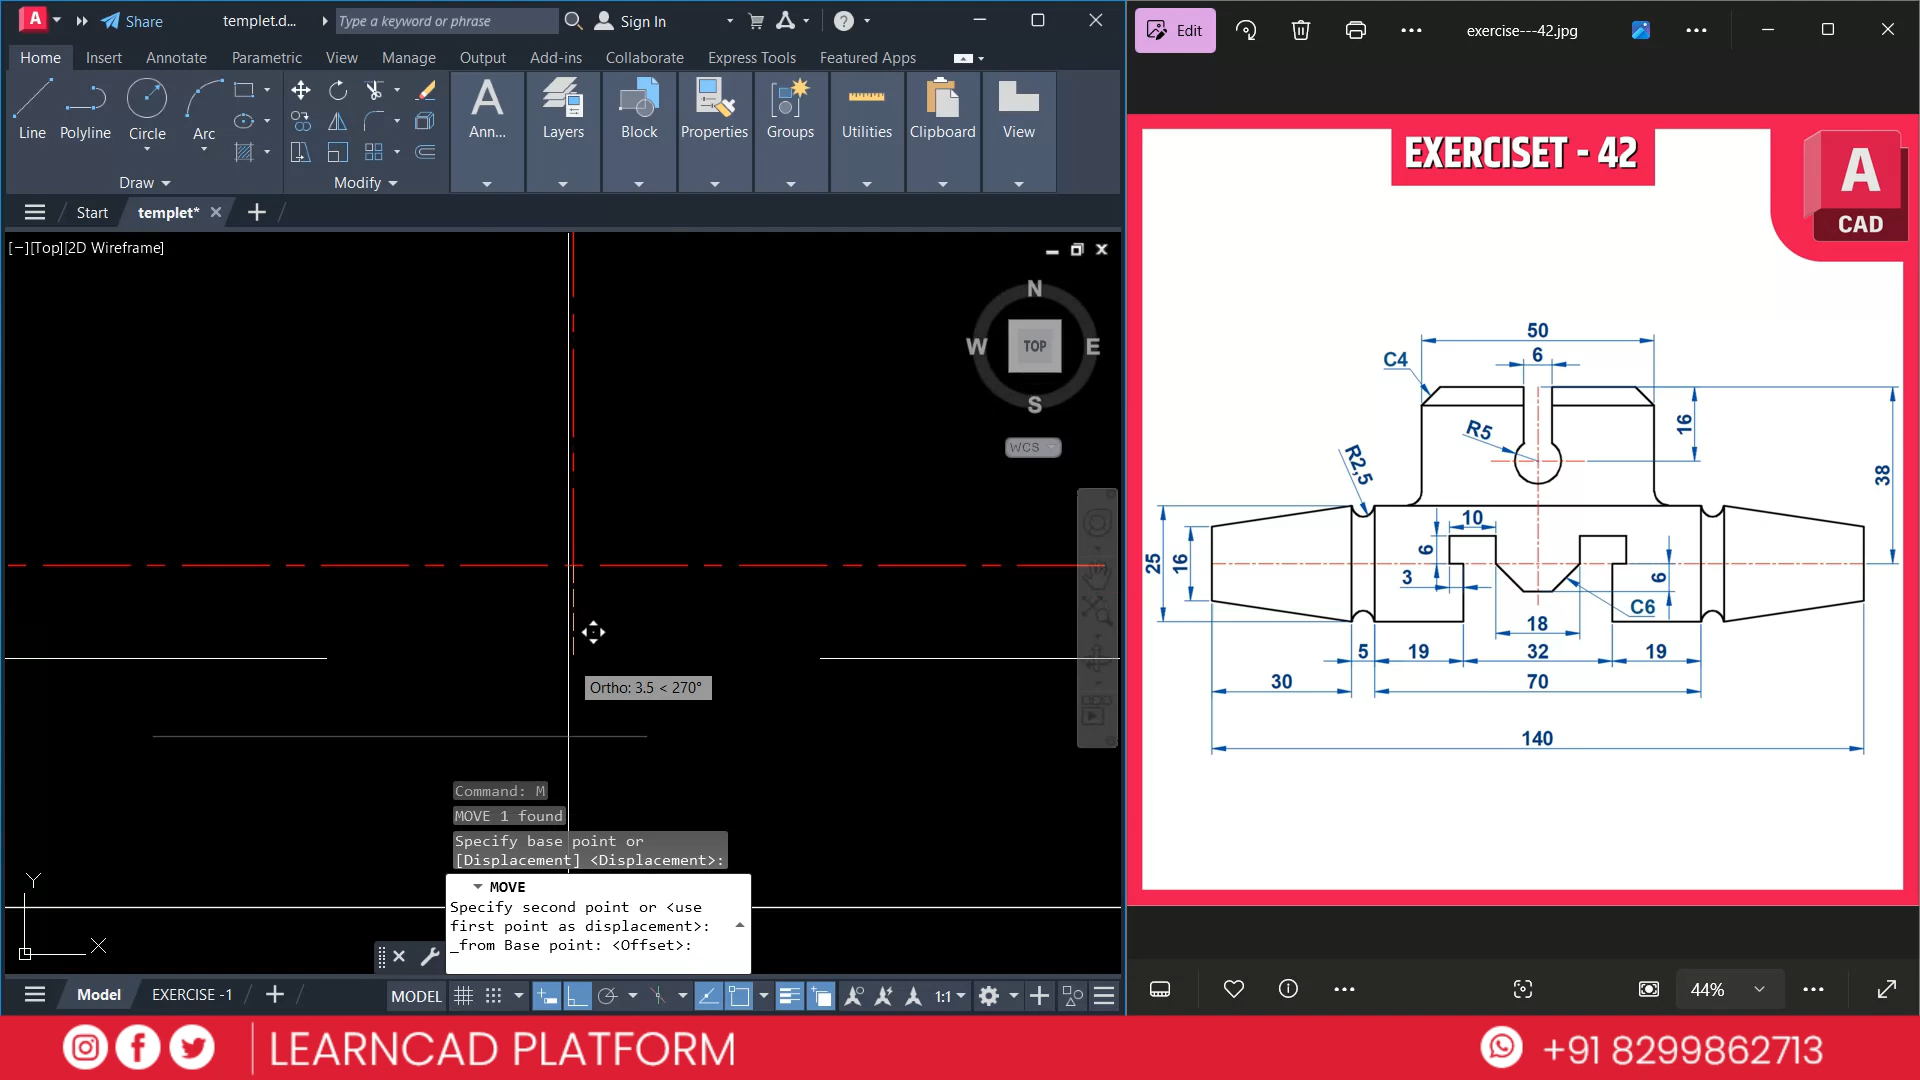 A Share templet.d... Type a keyword or phrase Sign In
Home Insert Annotate Parametric View Manage Output Add-ins Collaborate Express Tools Featured Apps
Line Polyline Circle Arc Ann... Layers Block Properties Groups Utilities Clipboard View
Draw Modify
Start templet*
[−][Top][2D Wireframe]
N
W TOP E
S
WCS
Ortho: 3.5 < 270°
Command: M
MOVE 1 found
Specify base point or
[Displacement] <Displacement>:
MOVE
Specify second point or <use
first point as displacement>:
_from Base point: <Offset>:
Y
X
Model EXERCISE -1 MODEL 1:1
Edit exercise---42.jpg
EXERCISET - 42
A
CAD
50
C4 6
R5 16
R2,5 38
10
6
25 16 3 6
C6
18
5 19 32 19
30 70
140
44%
LEARNCAD PLATFORM +91 8299862713